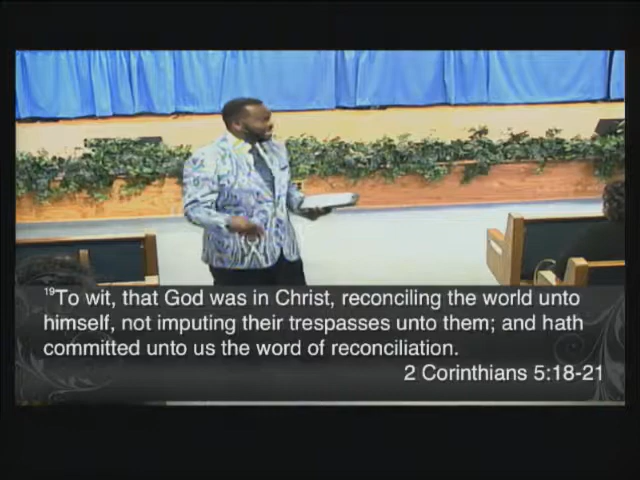 19To wit, that God was in Christ, reconciling the world unto
himself, not imputing their trespasses unto them; and hath
committed unto us the word of reconciliation.
2 Corinthians 5:18-21